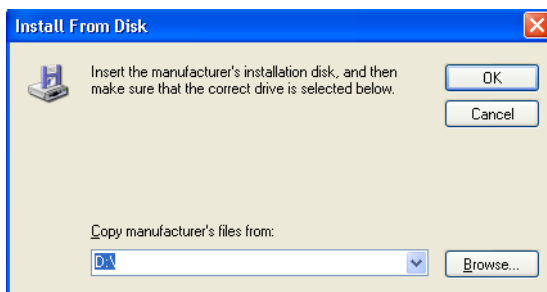 Install From Disk
Insert the manufacturer's installation disk, and then
make sure that the correct drive is selected below.
OK
Cancel
Copy manufacturer's files from:
D:\
Browse...